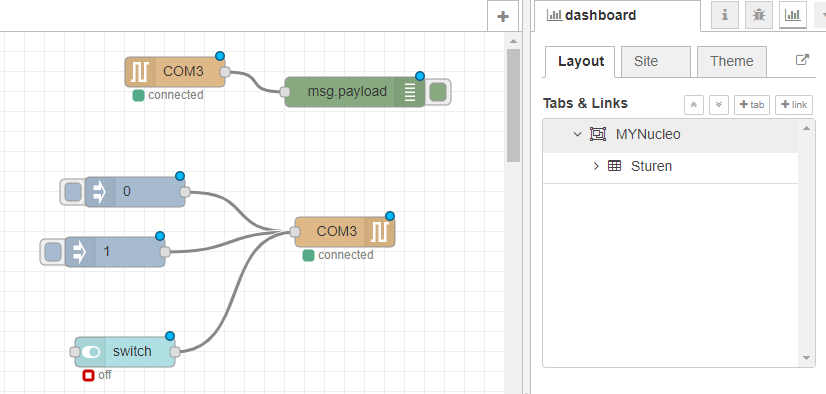 COM3
connected
msg.payload
0
1
COM3
connected
switch
off
dashboard
Layout
Site
Theme
Tabs & Links
tab
link
MYNucleo
Sturen